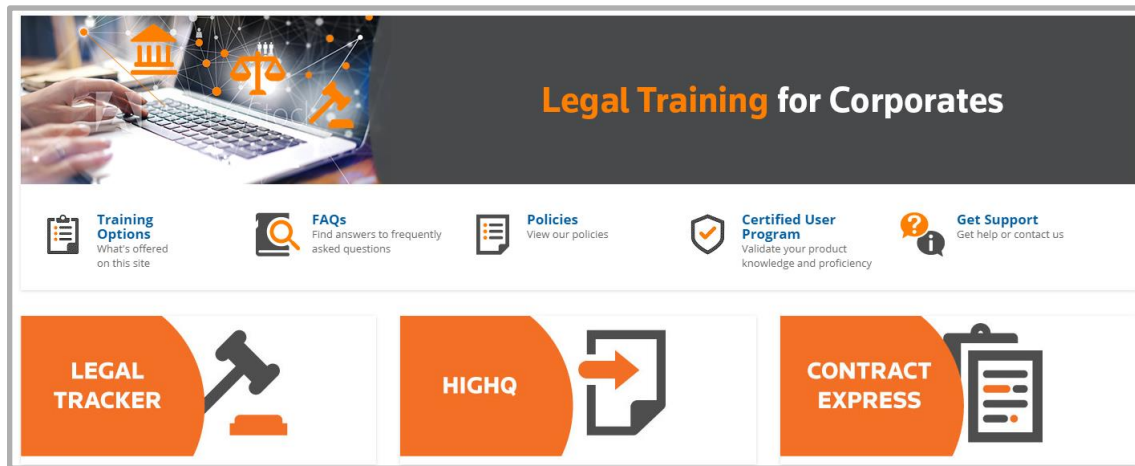 Legal Training for Corporates
Training
Options
What's offered
on this site
FAQs
Find answers to frequently
asked questions
Policies
View our policies
Certified User
Program
Validate your product
knowledge and proficiency
Get Support
Get help or contact us
LEGAL
TRACKER
HIGHQ
CONTRACT
EXPRESS